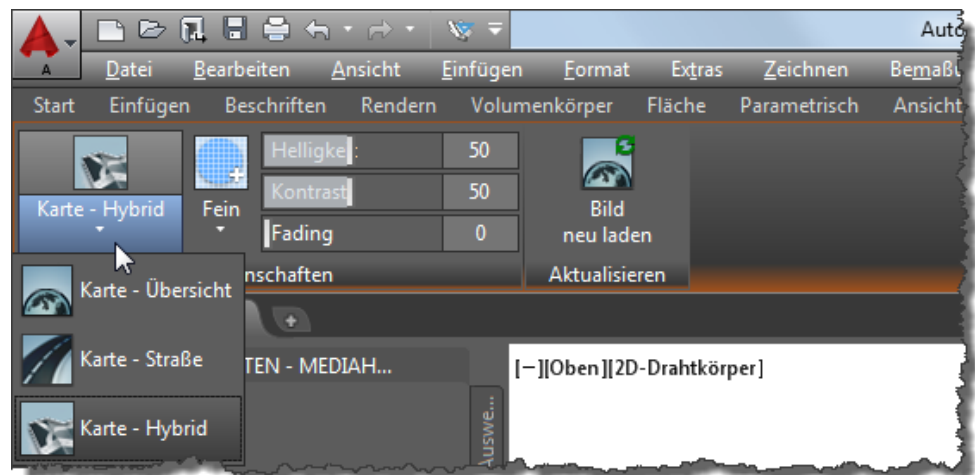 Auto
A Datei Bearbeiten Ansicht Einfügen Format Extras Zeichnen Bemaßu
Start Einfügen Beschriften Rendern Volumenkörper Fläche Parametrisch Ansicht
Helligke : 50
Kontrast 50
Fading 0
Karte - Hybrid
Fein
Bild
neu laden
nschaften
Aktualisieren
Karte - Übersicht
Karte - Straße
Karte - Hybrid
TEN - MEDIAH...
Auswe...
[−][Oben][2D-Drahtkörper]